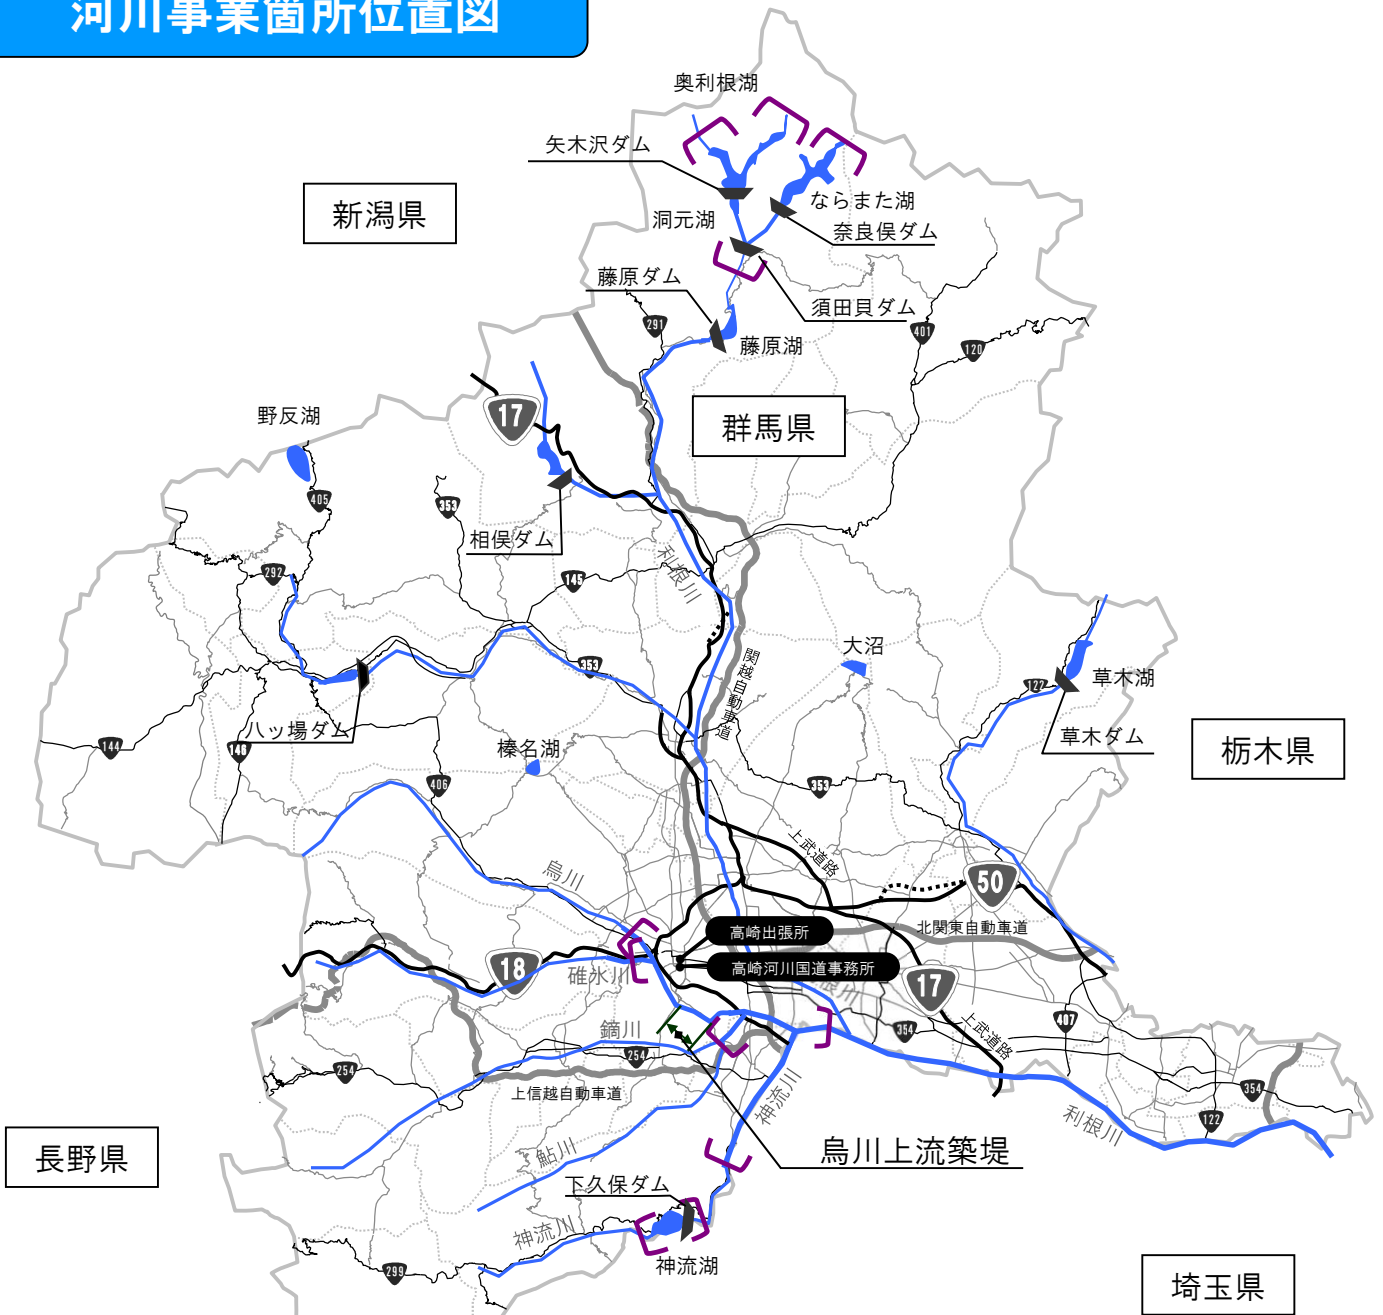 河川事業箇所位置図
奥利根湖
矢木沢ダム
新潟県
ならまた湖
洞元湖
奈良俣ダム
藤原ダム
須田貝ダム
291
401
藤原湖
120
17
野反湖
群馬県
405
353
相俣ダム
利根川
292
145
大沼
353
関越自動車道
122
草木湖
八ッ場ダム
草木ダム
栃木県
144
146
榛名湖
406
353
上武道路
烏川
50
高崎出張所
北関東自動車道
18
碓氷川
高崎河川国道事務所
利根川
17
鏑川
354
407
上武道路
254
254
上信越自動車道
神流川
354
122
利根川
長野県
鮎川
烏川上流築堤
下久保ダム
神流川
神流湖
299
埼玉県